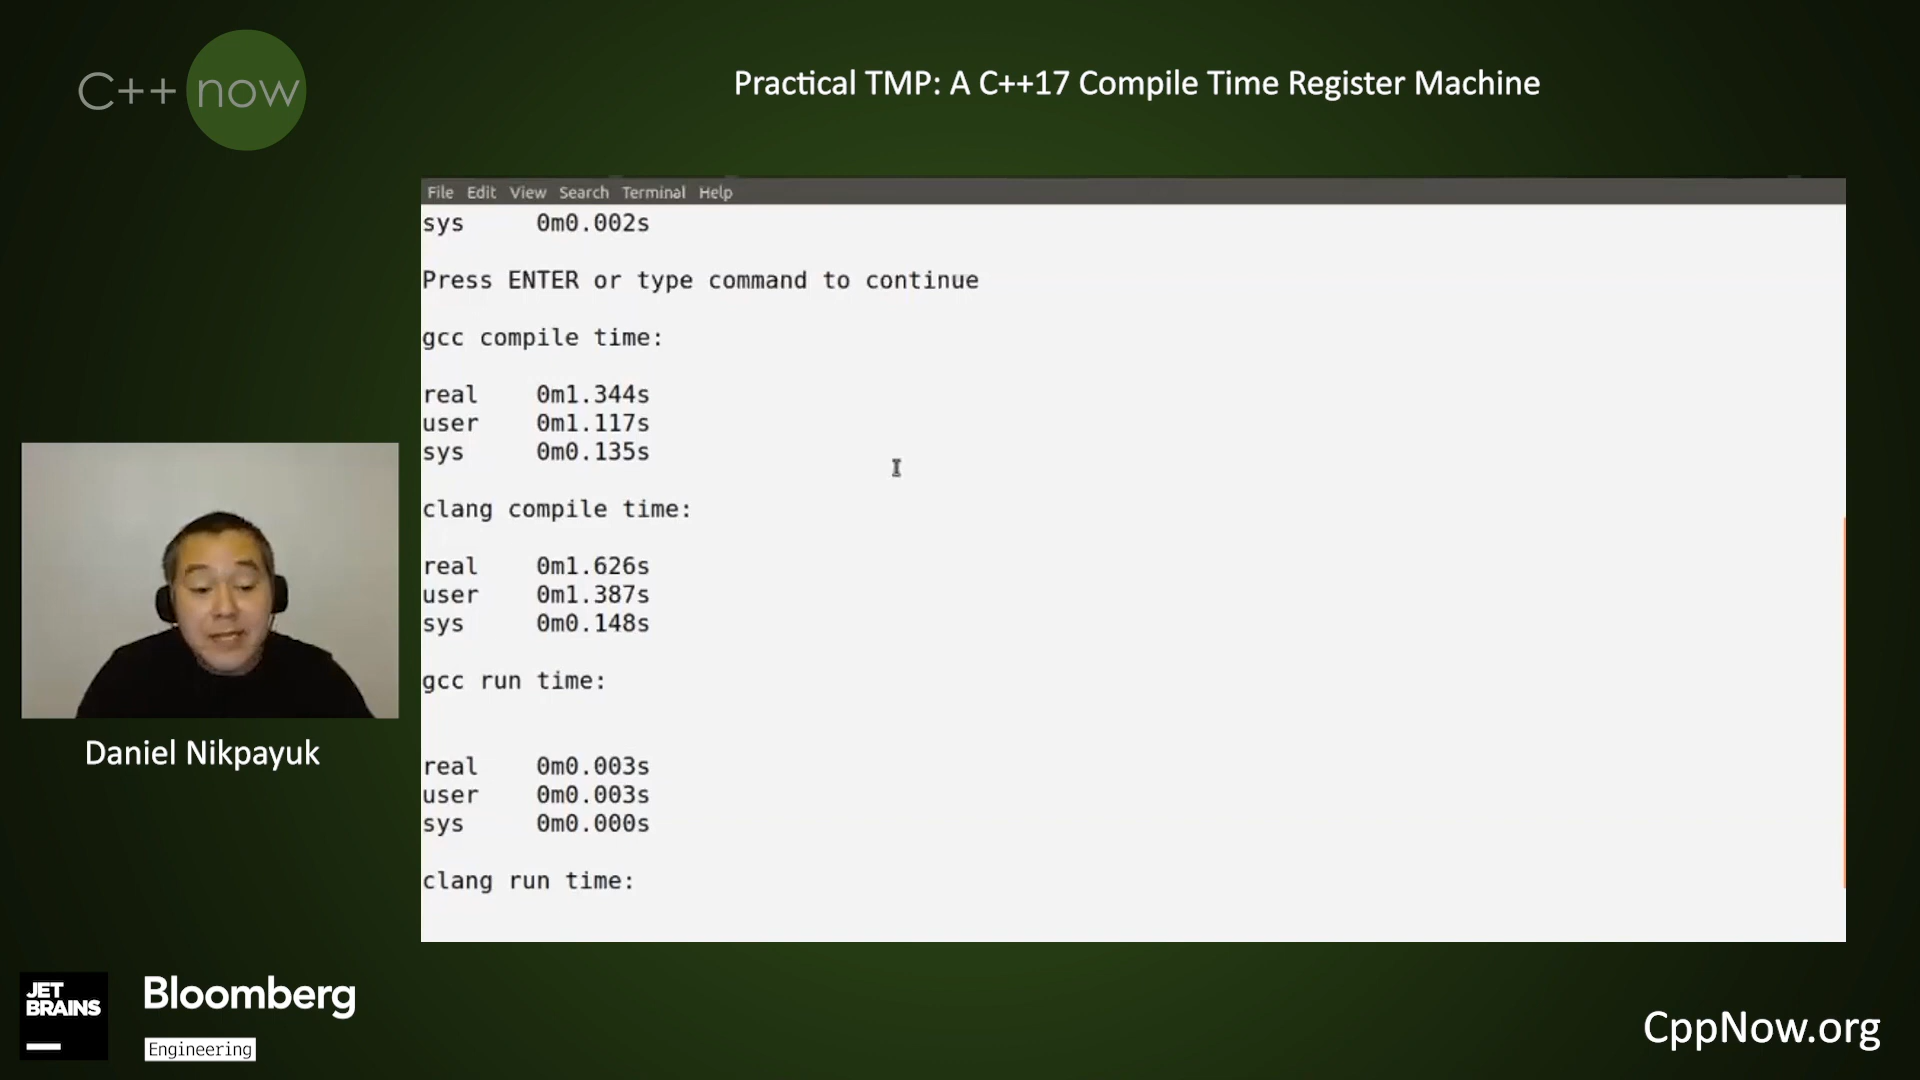 C++ now
Practical TMP: A C++17 Compile Time Register Machine
File Edit View Search Terminal Help
sys 0m0.002s
Press ENTER or type command to continue
gcc compile time:
real 0m1.344s
user 0m1.117s
sys 0m0.135s
clang compile time:
real 0m1.626s
user 0m1.387s
sys 0m0.148s
gcc run time:
real 0m0.003s
user 0m0.003s
sys 0m0.000s
clang run time:
Daniel Nikpayuk
JET
BRAINS
Bloomberg
Engineering
CppNow.org